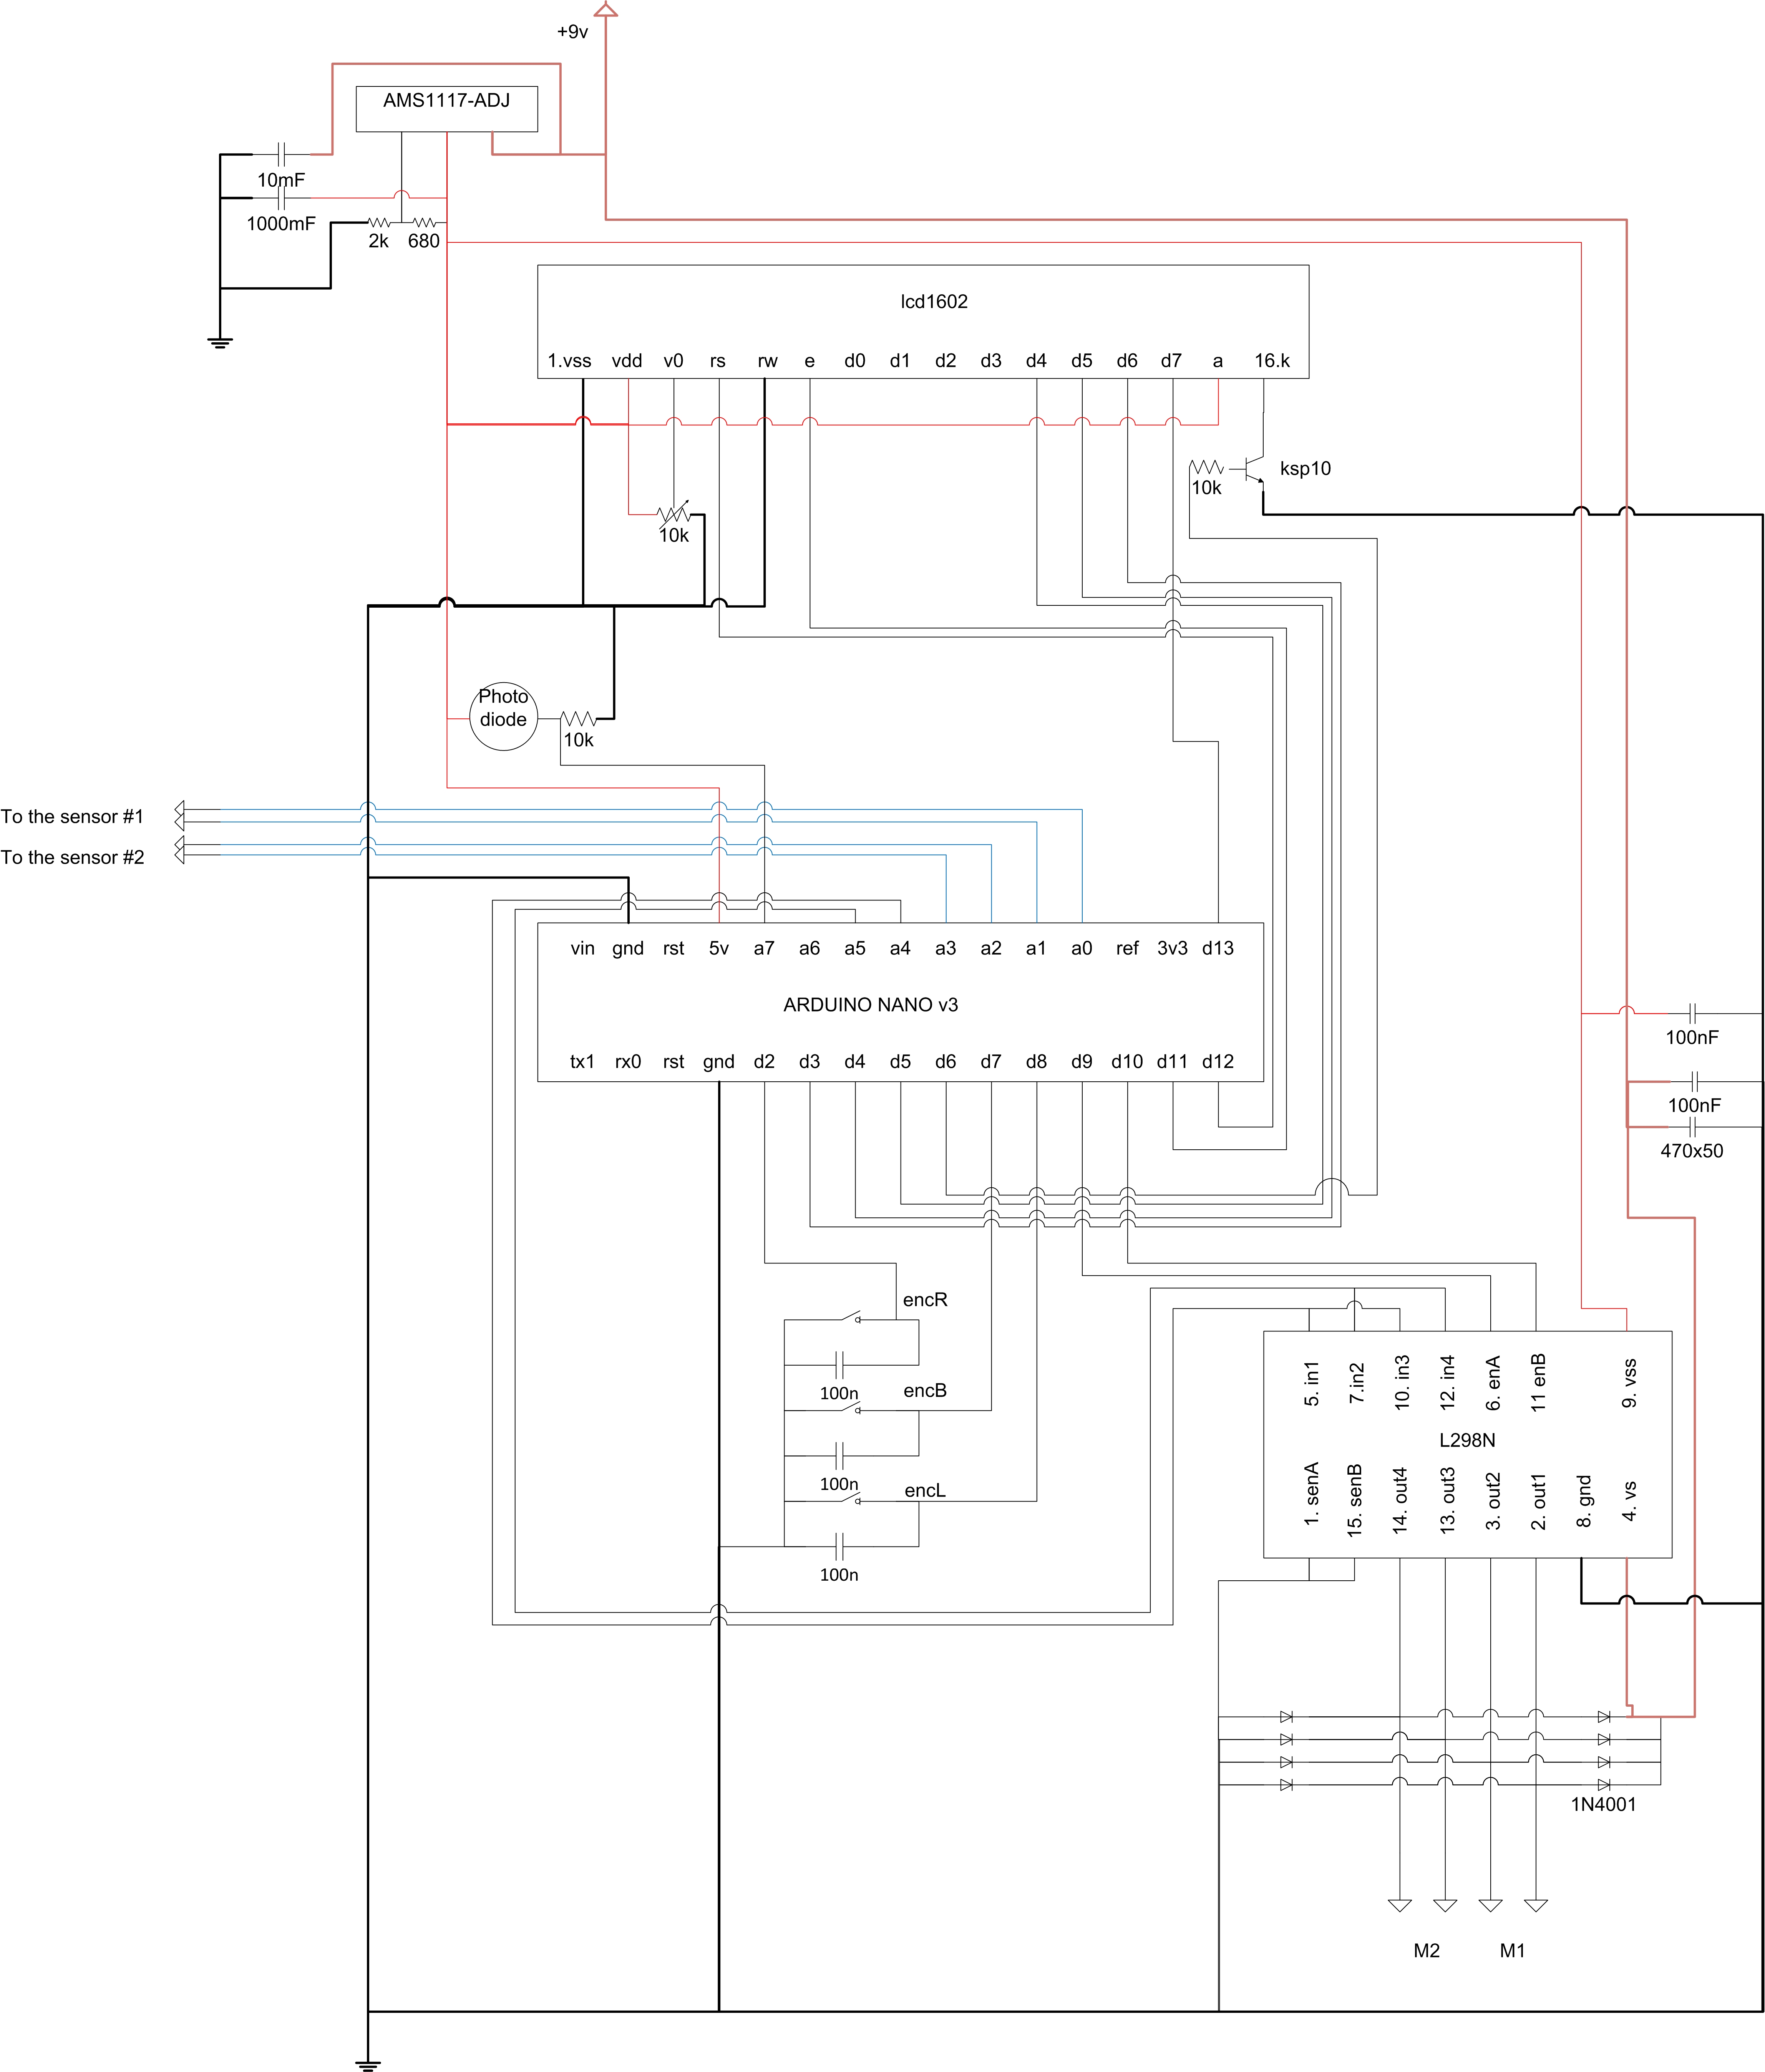 +9v
AMS1117-ADJ
10mF
1000mF
2k 680
lcd1602
1.vss vdd v0 rs rw e d0 d1 d2 d3 d4 d5 d6 d7 a 16.k
ksp10
10k
10k
Photo
diode
10k
To the sensor #1
To the sensor #2
vin gnd rst 5v a7 a6 a5 a4 a3 a2 a1 a0 ref 3v3 d13
ARDUINO NANO v3
tx1 rx0 rst gnd d2 d3 d4 d5 d6 d7 d8 d9 d10 d11 d12
100nF
100nF
470x50
encR
100n
encB
100n
encL
100n
5. in1 7.in2 10. in3 12. in4 6. enA 11 enB 9. vss
L298N
1. senA 15. senB 14. out4 13. out3 3. out2 2. out1 8. gnd 4. vs
1N4001
M2 M1